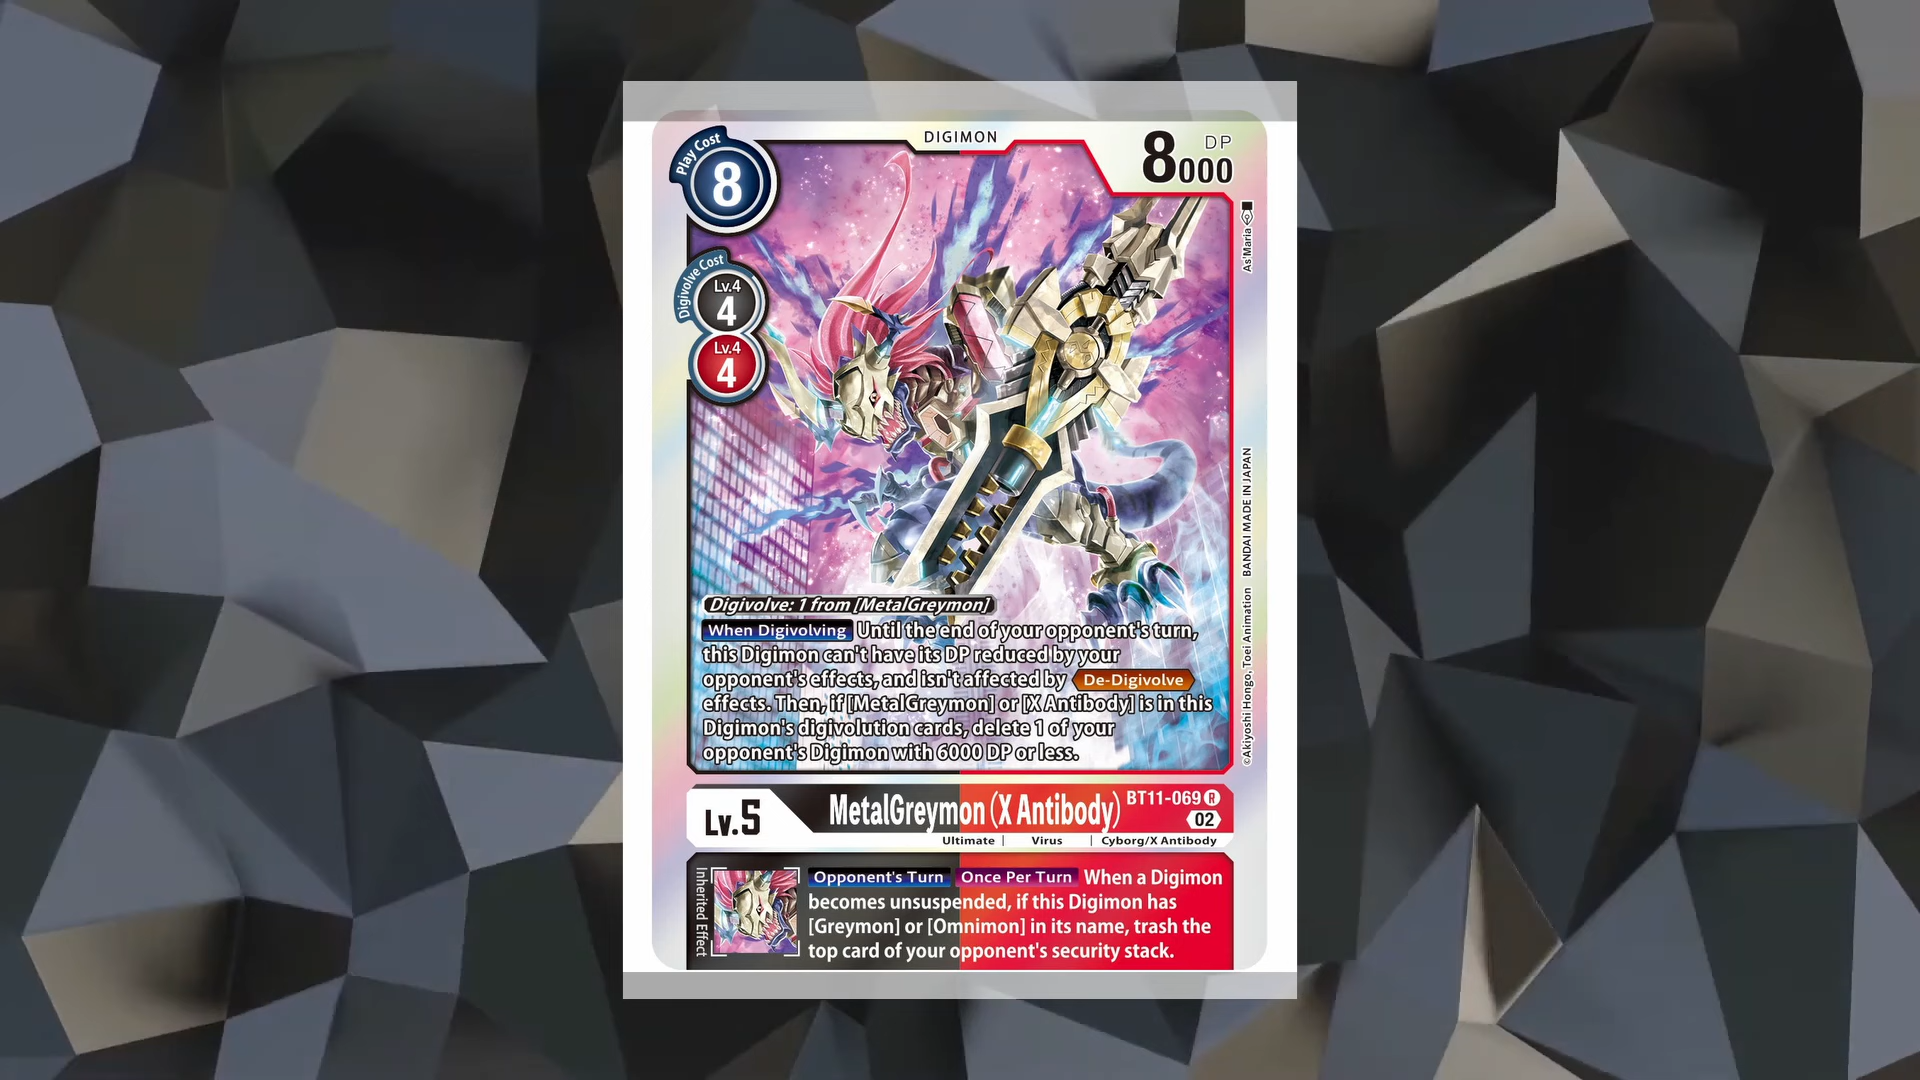 DIGIMON
Play Cost
8
8000
DP
Digivolve Cost
Lv.4
4
Lv.4
4
As'Maria
©Akiyoshi Hongo, Toei Animation BANDAI MADE IN JAPAN
Digivolve: 1 from [MetalGreymon]
When Digivolving Until the end of your opponent's turn,
this Digimon can't have its DP reduced by your
opponent's effects, and isn't affected by De-Digivolve
effects. Then, if [MetalGreymon] or [X Antibody] is in this
Digimon's digivolution cards, delete 1 of your
opponent's Digimon with 6000 DP or less.
Lv.5
MetalGreymon (X Antibody)
BT11-069 R
02
Ultimate | Virus | Cyborg/X Antibody
Inherited Effect
Opponent's Turn Once Per Turn When a Digimon
becomes unsuspended, if this Digimon has
[Greymon] or [Omnimon] in its name, trash the
top card of your opponent's security stack.